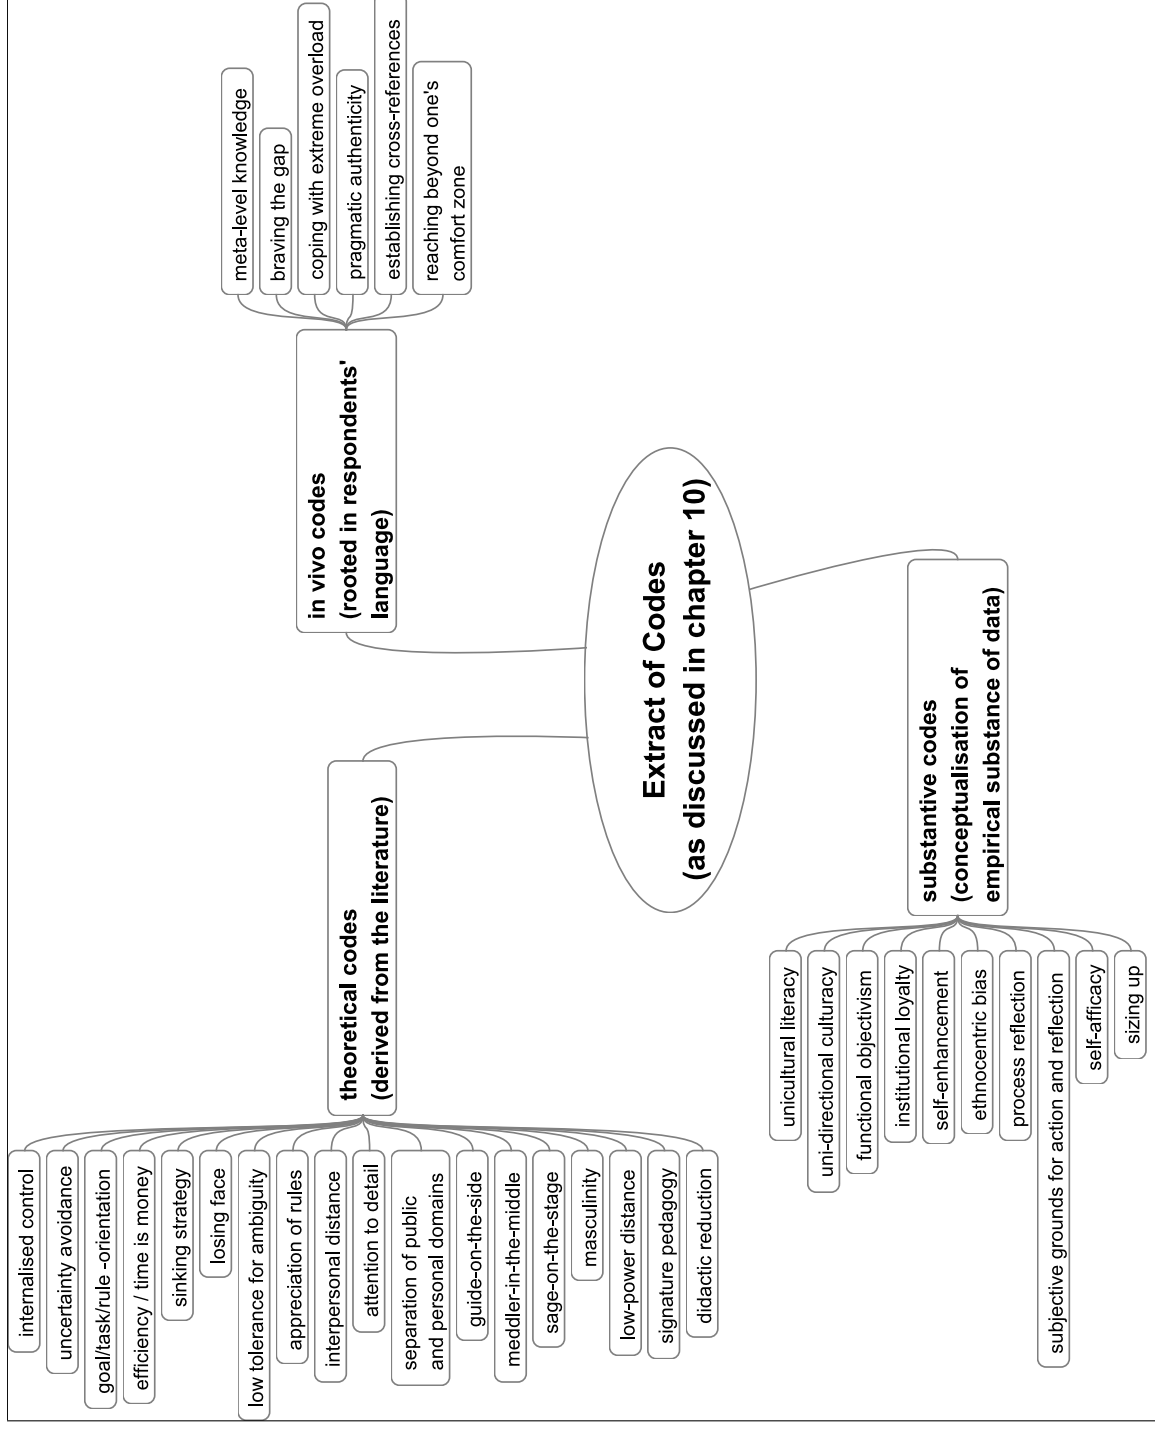 Extract of Codes
(as discussed in chapter 10)
theoretical codes
(derived from the literature)
internalised control
uncertainty avoidance
goal/task/rule -orientation
efficiency / time is money
sinking strategy
losing face
low tolerance for ambiguity
appreciation of rules
interpersonal distance
attention to detail
separation of public
and personal domains
guide-on-the-side
meddler-in-the-middle
sage-on-the-stage
masculinity
low-power distance
signature pedagogy
didactic reduction
in vivo codes
(rooted in respondents'
language)
meta-level knowledge
braving the gap
coping with extreme overload
pragmatic authenticity
establishing cross-references
reaching beyond one's
comfort zone
substantive codes
(conceptualisation of
empirical substance of data)
unicultural literacy
uni-directional culturacy
functional objectivism
institutional loyalty
self-enhancement
ethnocentric bias
process reflection
subjective grounds for action and reflection
self-afficacy
sizing up